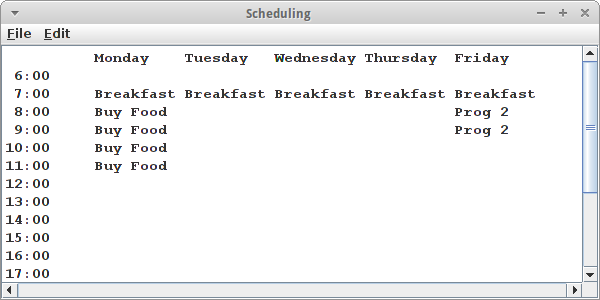 Scheduling
File Edit
Monday Tuesday Wednesday Thursday Friday
6:00
7:00 Breakfast Breakfast Breakfast Breakfast Breakfast
8:00 Buy Food Prog 2
9:00 Buy Food Prog 2
10:00 Buy Food
11:00 Buy Food
12:00
13:00
14:00
15:00
16:00
17:00